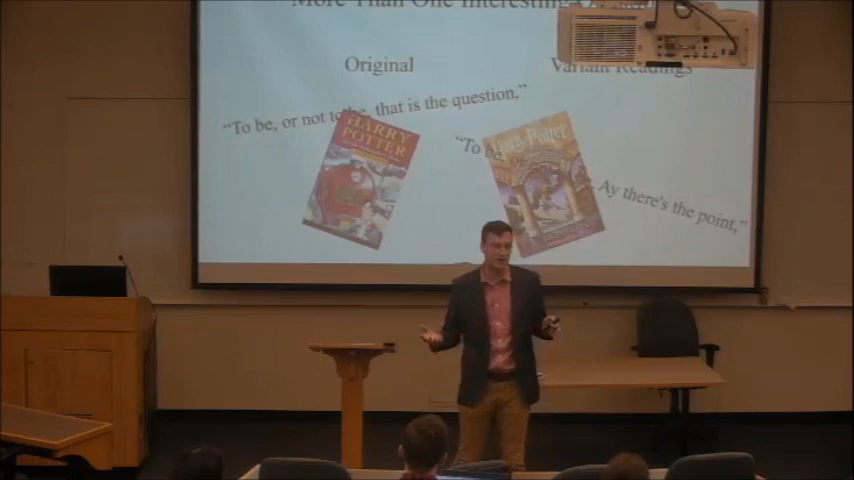 More Than One Interesting
Original
Variant Readings
“To be, or not to be, that is the question,”
HARRY POTTER
“To be, or
Harry Potter
Ay there's the point,”